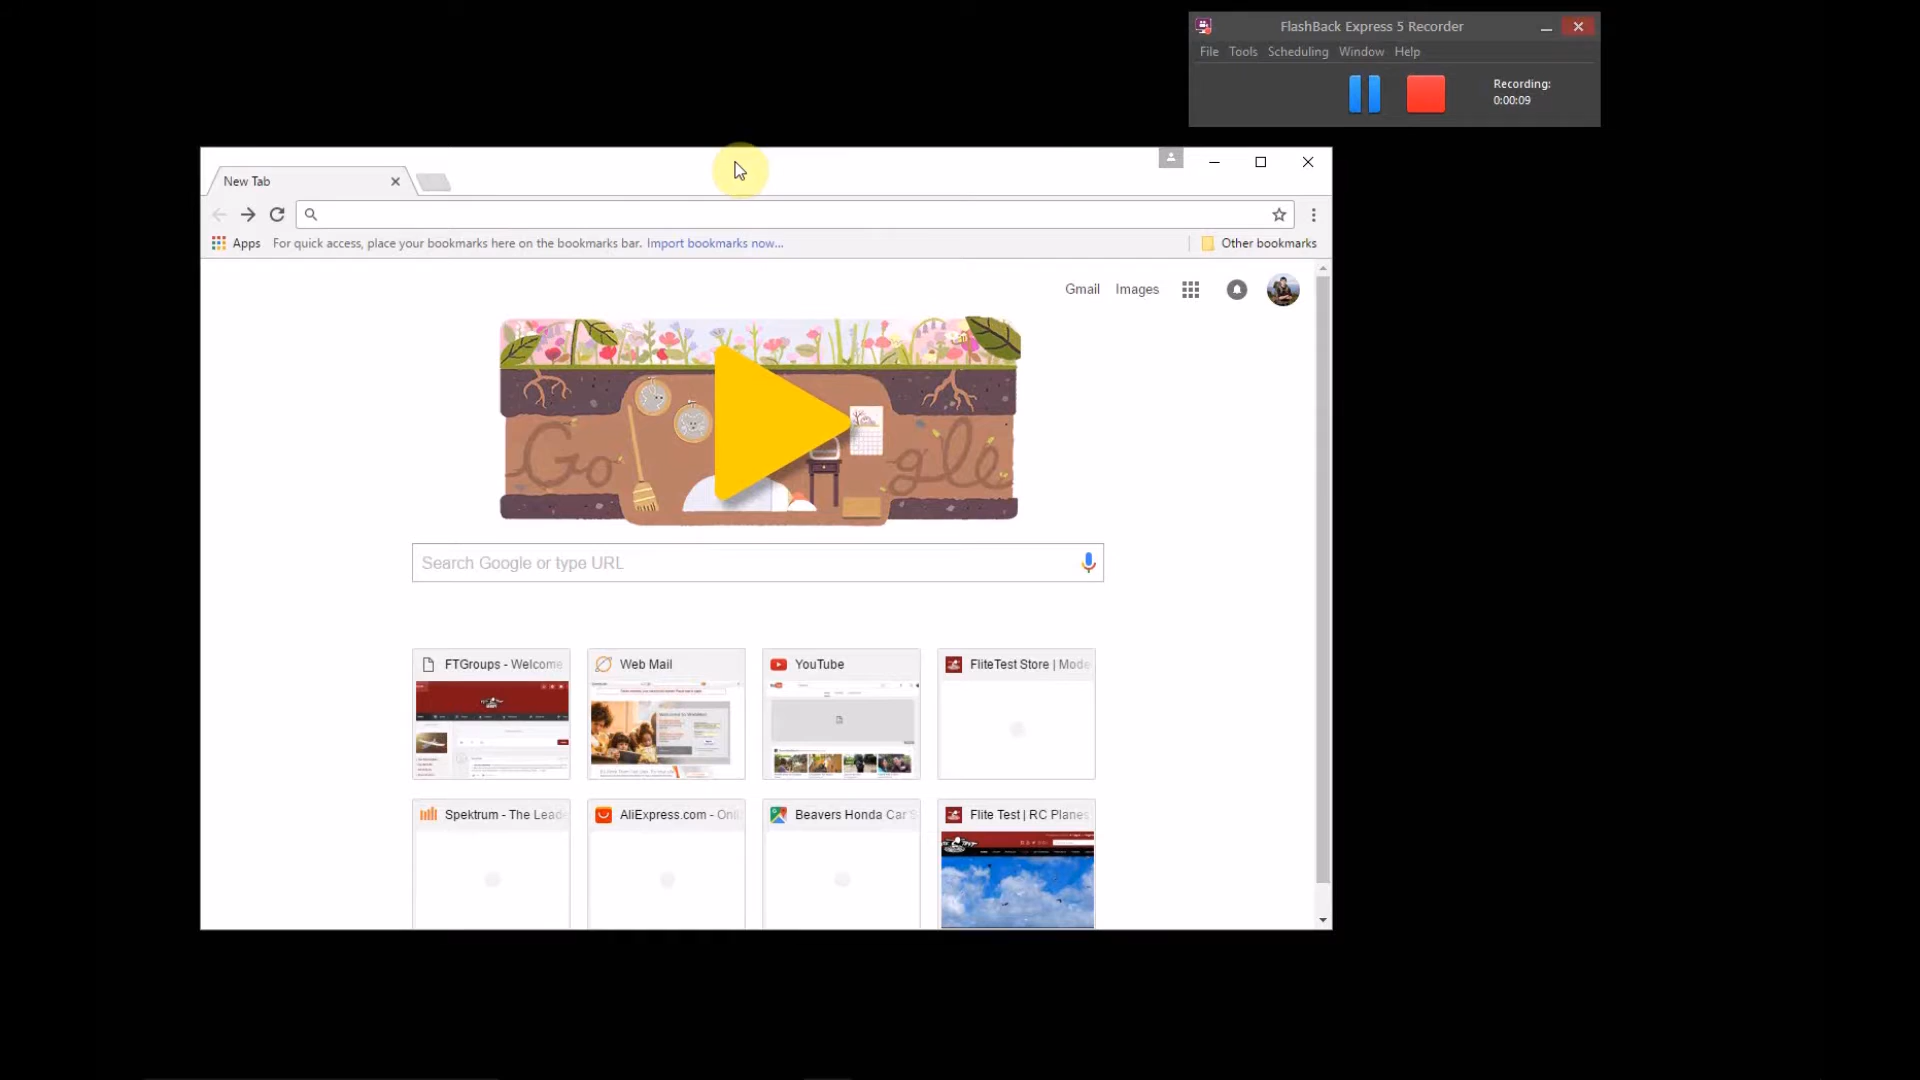 FlashBack Express 5 Recorder
File Tools Scheduling Window Help
Recording:
0:00:09
New Tab
Apps For quick access, place your bookmarks here on the bookmarks bar. Import bookmarks now... Other bookmarks
Gmail Images
Go gle
Search Google or type URL
FTGroups - Welcome Web Mail YouTube FliteTest Store | Mode
Spektrum - The Lead AliExpress.com - Onli Beavers Honda Car S Flite Test | RC Planes